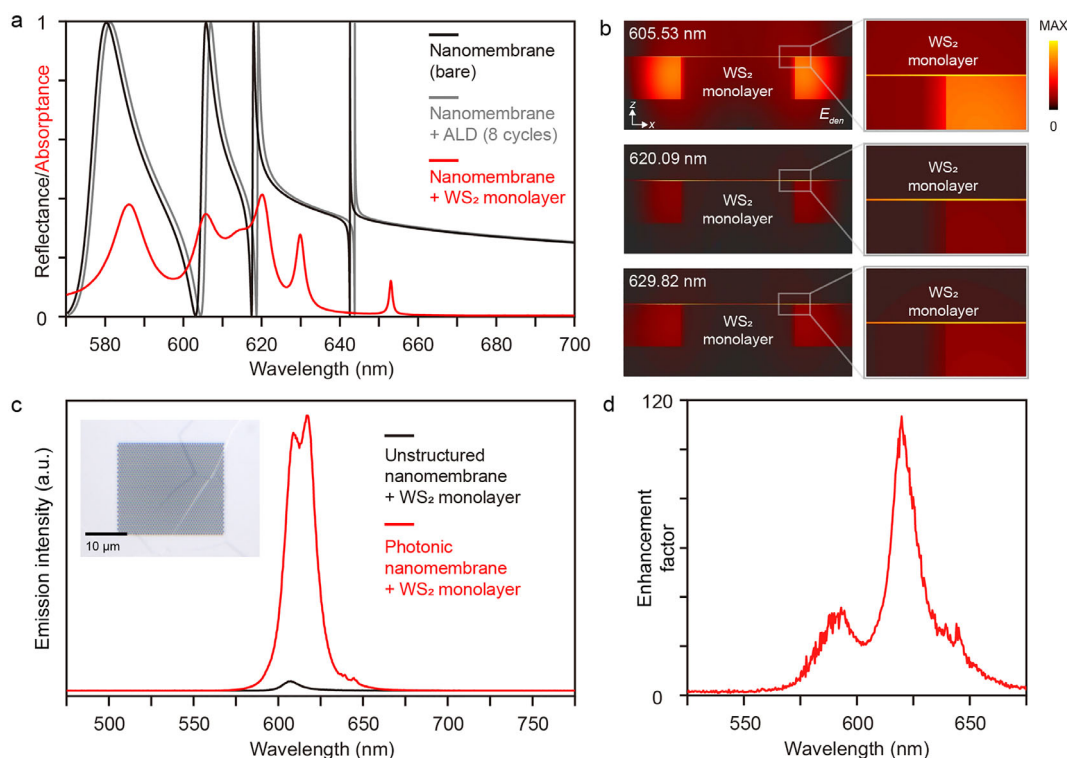 a
1
0
Reflectance/Absorptance
580
600
620
640
660
680
700
Wavelength (nm)
Nanomembrane
(bare)
Nanomembrane
+ ALD (8 cycles)
Nanomembrane
+ WS₂ monolayer
b
605.53 nm
WS₂
monolayer
z
x
E_den
WS₂
monolayer
MAX
0
620.09 nm
WS₂
monolayer
WS₂
monolayer
629.82 nm
WS₂
monolayer
WS₂
monolayer
c
Emission intensity (a.u.)
10 µm
Unstructured
nanomembrane
+ WS₂ monolayer
Photonic
nanomembrane
+ WS₂ monolayer
500
550
600
650
700
750
Wavelength (nm)
d
120
0
Enhancement
factor
550
600
650
Wavelength (nm)